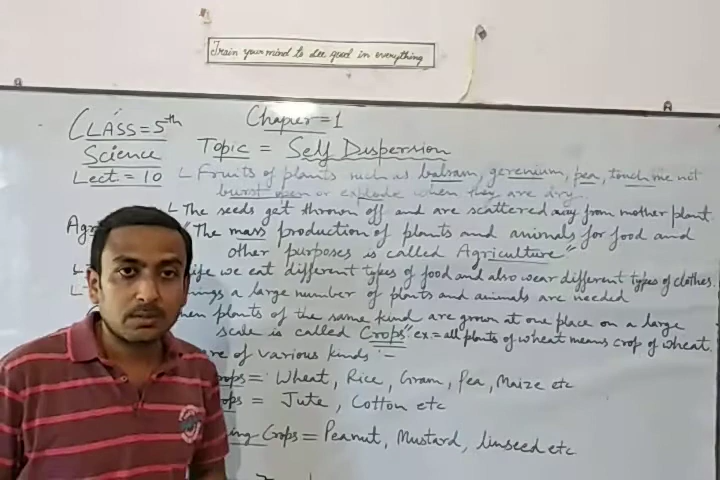 Train your mind to see good in everything
CLASS = 5th Chapter = 1
Science Topic = Self Dispersion
Lect. = 10 Fruits of plants such as balsam, gerenium, pea, touch me not
burst open or explode when they are dry.
The seeds get thrown off and are scattered away from mother plant.
"The mass production of plants and animals for food and
other purposes is called Agriculture"
life we eat different types of food and also wear different types of clothes.
a large number of plants and animals are needed
plants of the same kind are grown at one place on a large
scale is called Crops" ex = all plants of wheat means crop of wheat.
are of various kinds :-
= Wheat, Rice, Gram, Pea, Maize etc
= Jute, Cotton etc
Crops = Peanut, Mustard, linseed etc